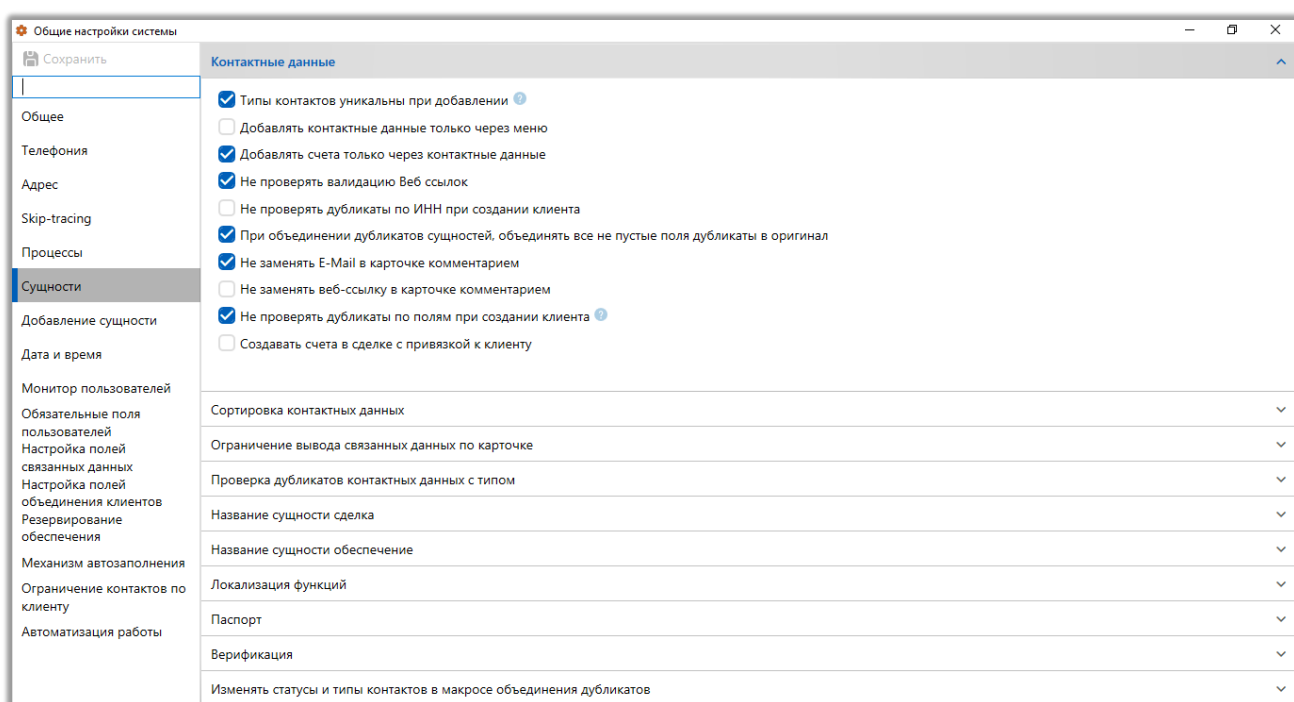 Общие настройки системы
Сохранить
Общее
Телефония
Адрес
Skip-tracing
Процессы
Сущности
Добавление сущности
Дата и время
Монитор пользователей
Обязательные поля
пользователей
Настройка полей
связанных данных
Настройка полей
объединения клиентов
Резервирование
обеспечения
Механизм автозаполнения
Ограничение контактов по
клиенту
Автоматизация работы
Контактные данные
Типы контактов уникальны при добавлении ?
Добавлять контактные данные только через меню
Добавлять счета только через контактные данные
Не проверять валидацию Веб ссылок
Не проверять дубликаты по ИНН при создании клиента
При объединении дубликатов сущностей, объединять все не пустые поля дубликаты в оригинал
Не заменять E-Mail в карточке комментарием
Не заменять веб-ссылку в карточке комментарием
Не проверять дубликаты по полям при создании клиента ?
Создавать счета в сделке с привязкой к клиенту
Сортировка контактных данных
Ограничение вывода связанных данных по карточке
Проверка дубликатов контактных данных с типом
Название сущности сделка
Название сущности обеспечение
Локализация функций
Паспорт
Верификация
Изменять статусы и типы контактов в макросе объединения дубликатов